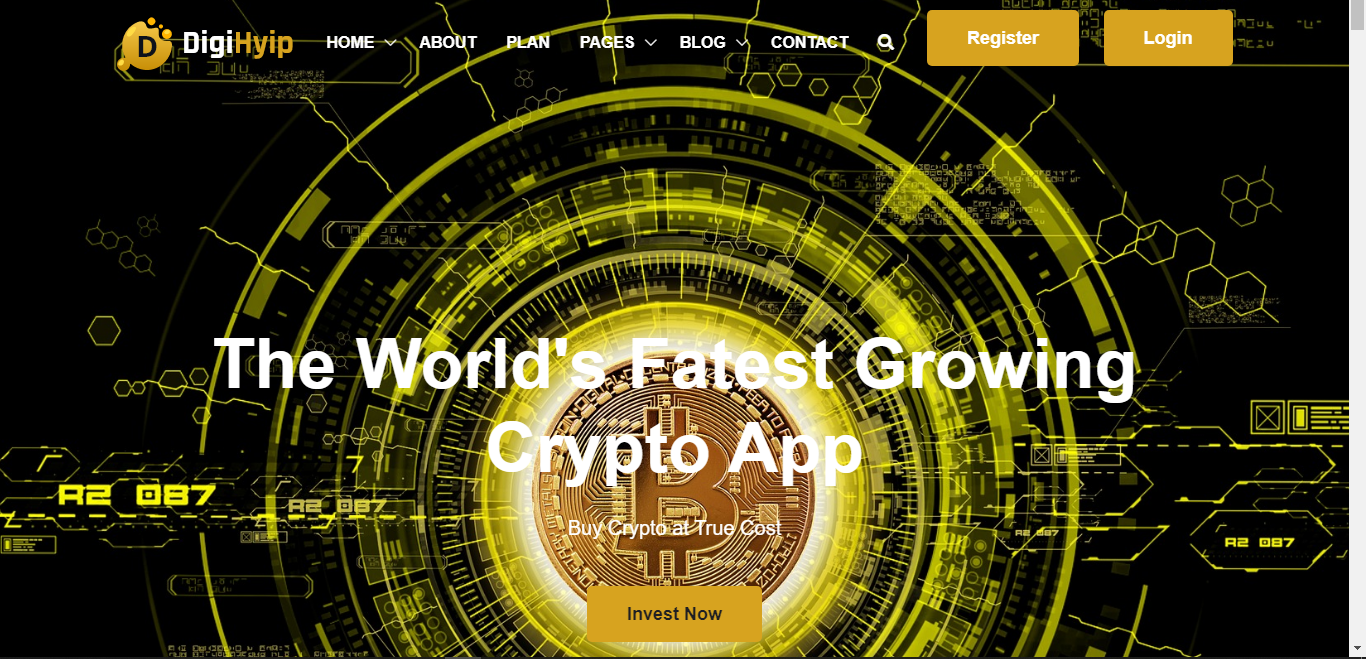 D DigiHyip
HOME ABOUT PLAN PAGES BLOG CONTACT
Register
Login
The World's Fatest Growing
Crypto App
Buy Crypto at True Cost
Invest Now
R2 087
R2 087
R2 087
R2 087